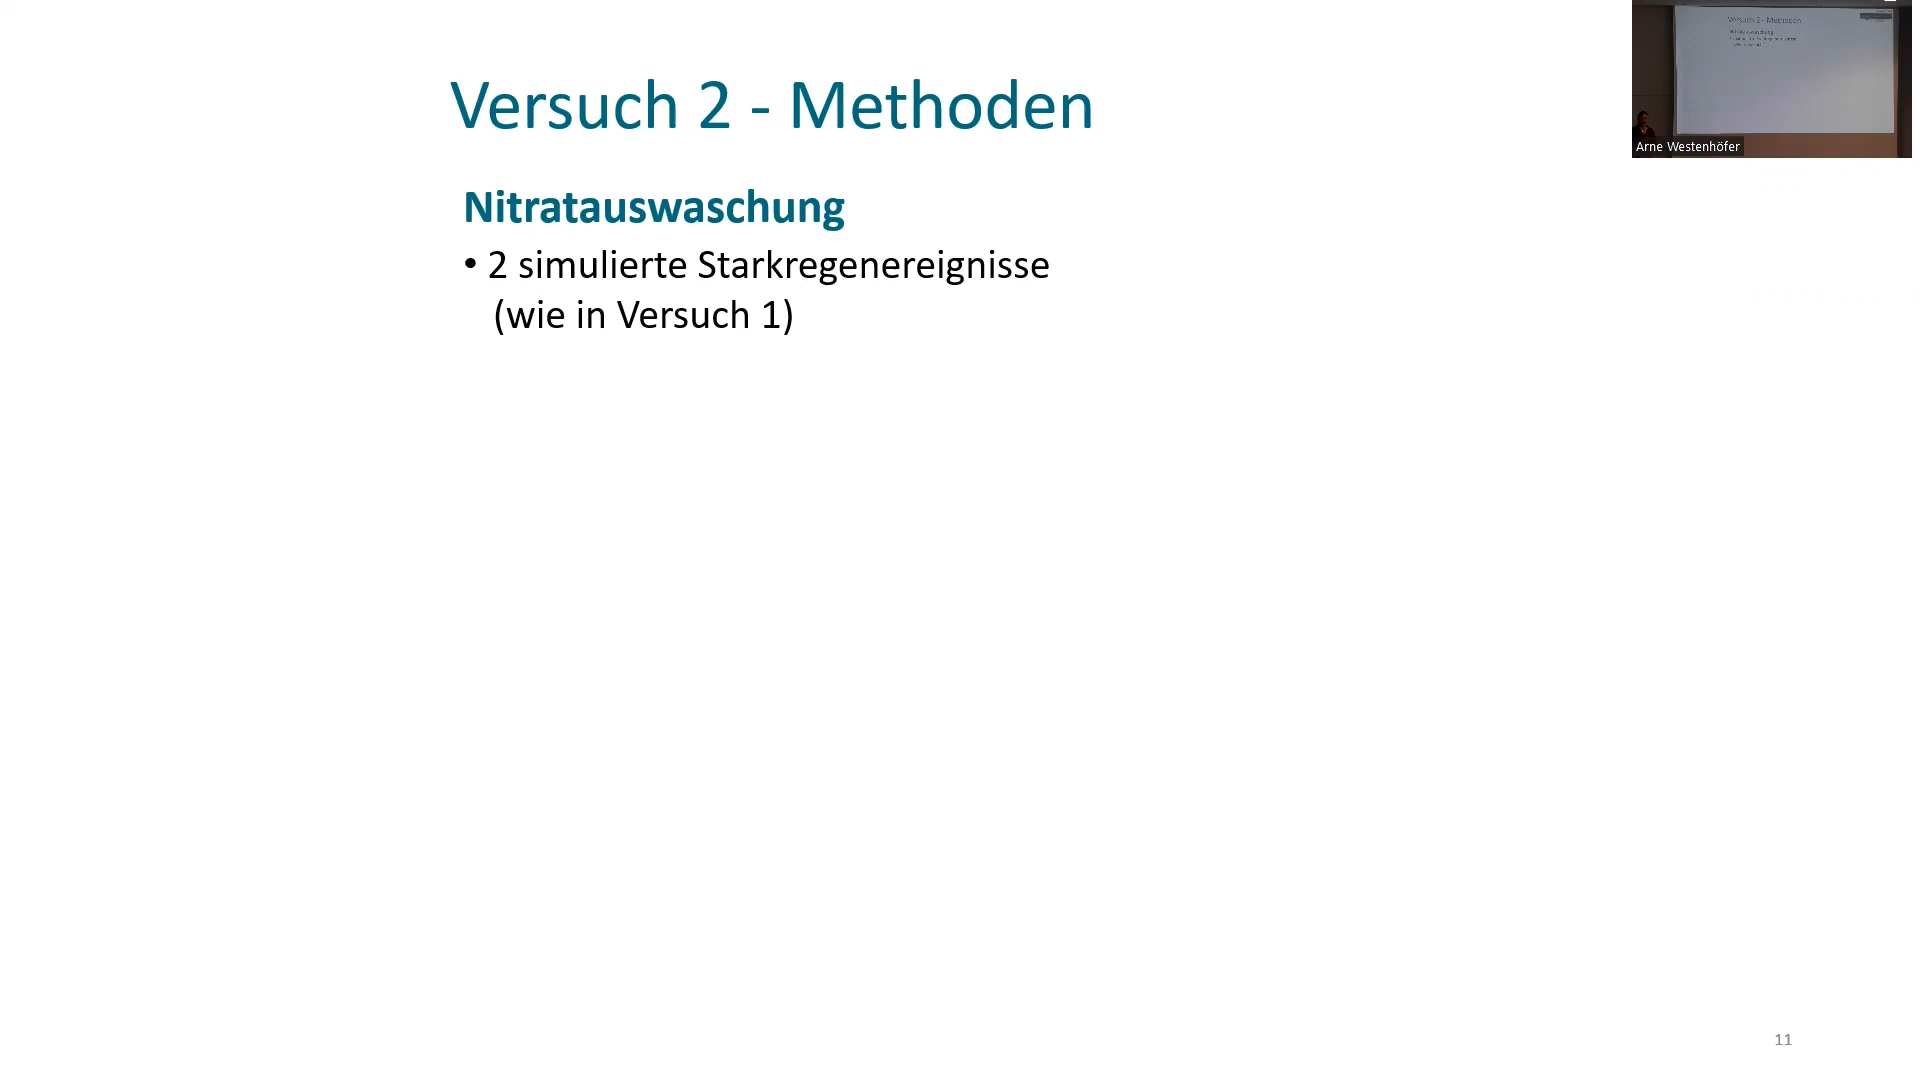 Versuch 2 - Methoden
Nitratauswaschung
• 2 simulierte Starkregenereignisse
(wie in Versuch 1)
Arne Westenhöfer
11